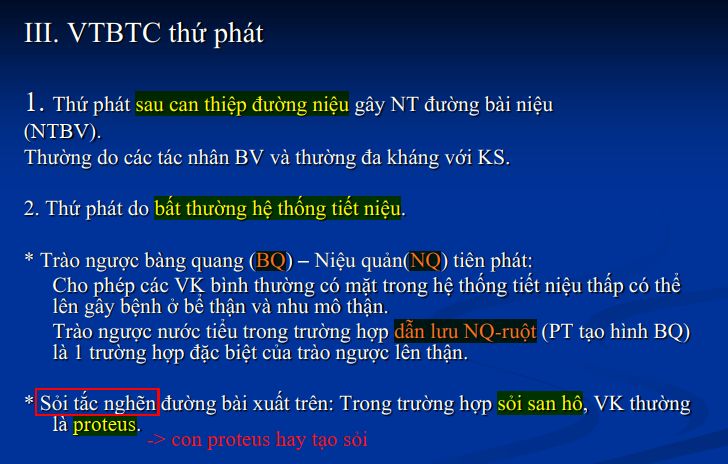 III. VTBTC thứ phát
1. Thứ phát sau can thiệp đường niệu gây NT đường bài niệu
(NTBV).
Thường do các tác nhân BV và thường đa kháng với KS.
2. Thứ phát do bất thường hệ thống tiết niệu.
* Trào ngược bàng quang (BQ) – Niệu quản(NQ) tiên phát:
Cho phép các VK bình thường có mặt trong hệ thống tiết niệu thấp có thể
lên gây bệnh ở bể thận và nhu mô thận.
Trào ngược nước tiểu trong trường hợp dẫn lưu NQ-ruột (PT tạo hình BQ)
là 1 trường hợp đặc biệt của trào ngược lên thận.
* Sỏi tắc nghẽn đường bài xuất trên: Trong trường hợp sỏi san hô, VK thường
là proteus.
-> con proteus hay tạo sỏi